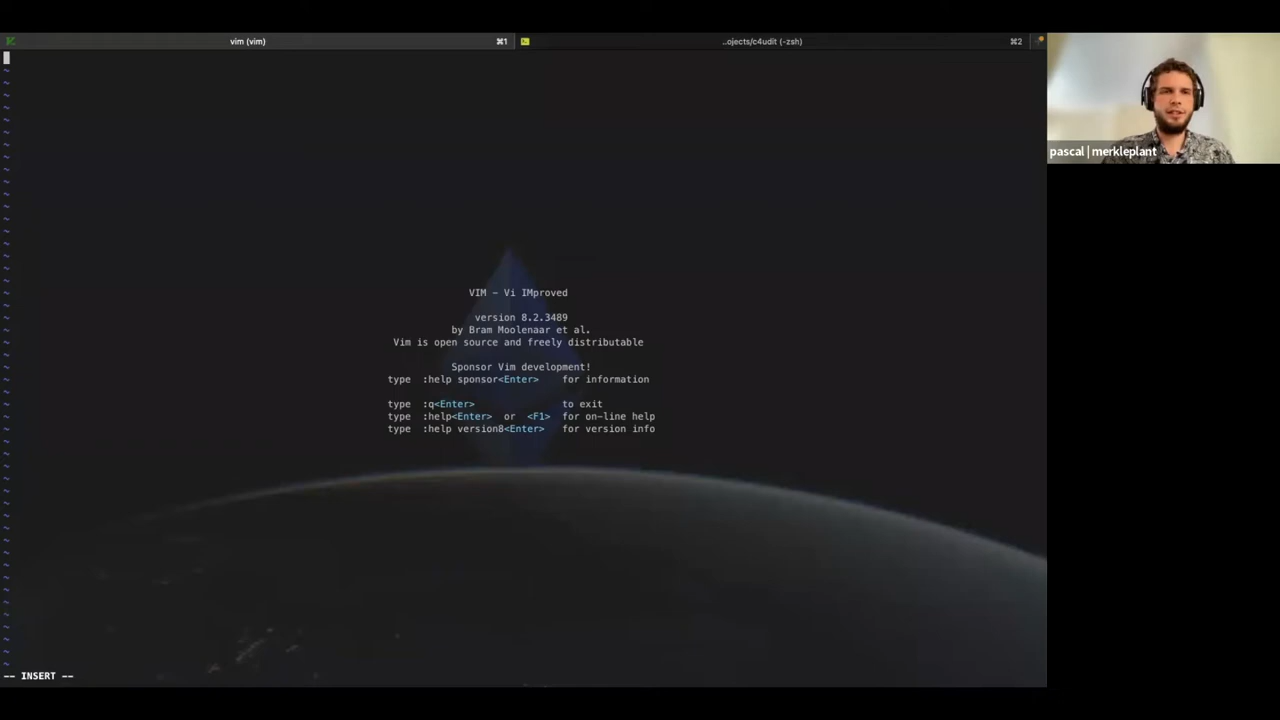 vim (vim)
⌘1
..ojects/c4udit (-zsh)
⌘2
pascal | merkleplant
VIM - Vi IMproved
version 8.2.3489
by Bram Moolenaar et al.
Vim is open source and freely distributable
Sponsor Vim development!
type :help sponsor<Enter> for information
type :q<Enter> to exit
type :help<Enter> or <F1> for on-line help
type :help version8<Enter> for version info
-- INSERT --